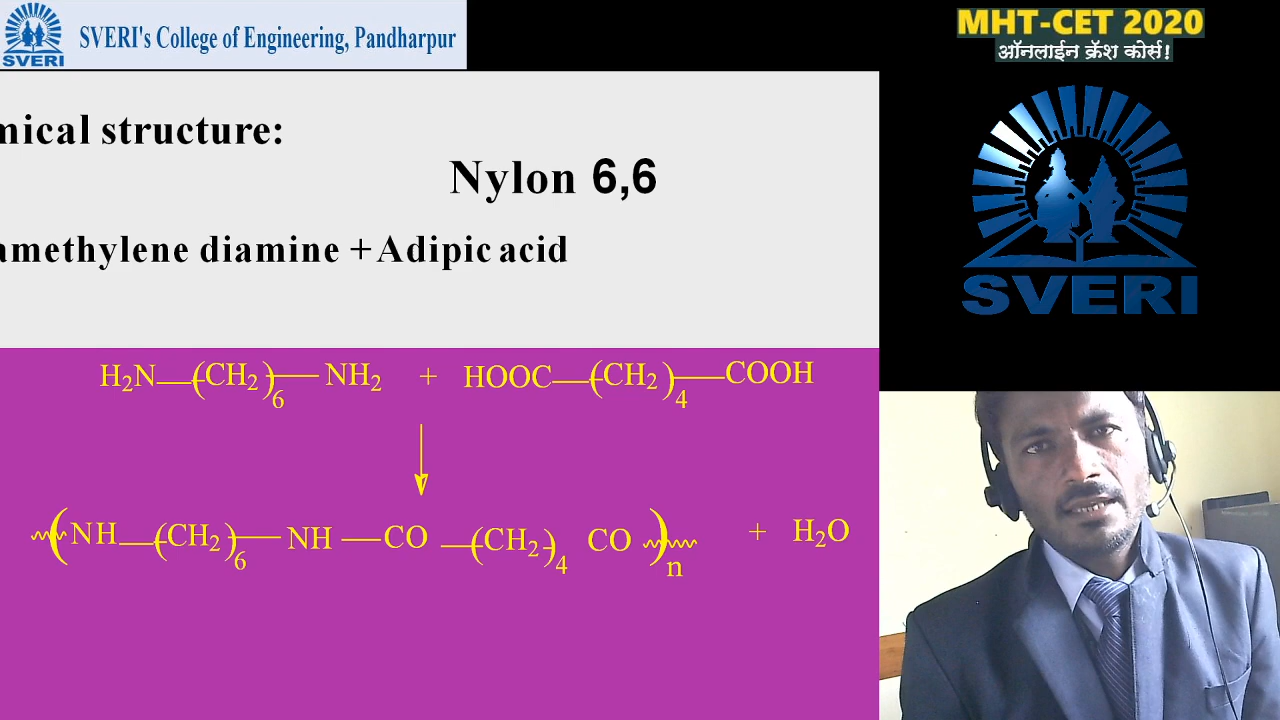 SVERI
SVERI's College of Engineering, Pandharpur
MHT-CET 2020
ऑनलाईन क्रॅश कोर्स!
SVERI
mical structure:
Nylon 6,6
amethylene diamine + Adipic acid
H2N—(CH2)6—NH2 + HOOC—(CH2)4—COOH
(NH—(CH2)6—NH—CO—(CH2)4 CO)n + H2O